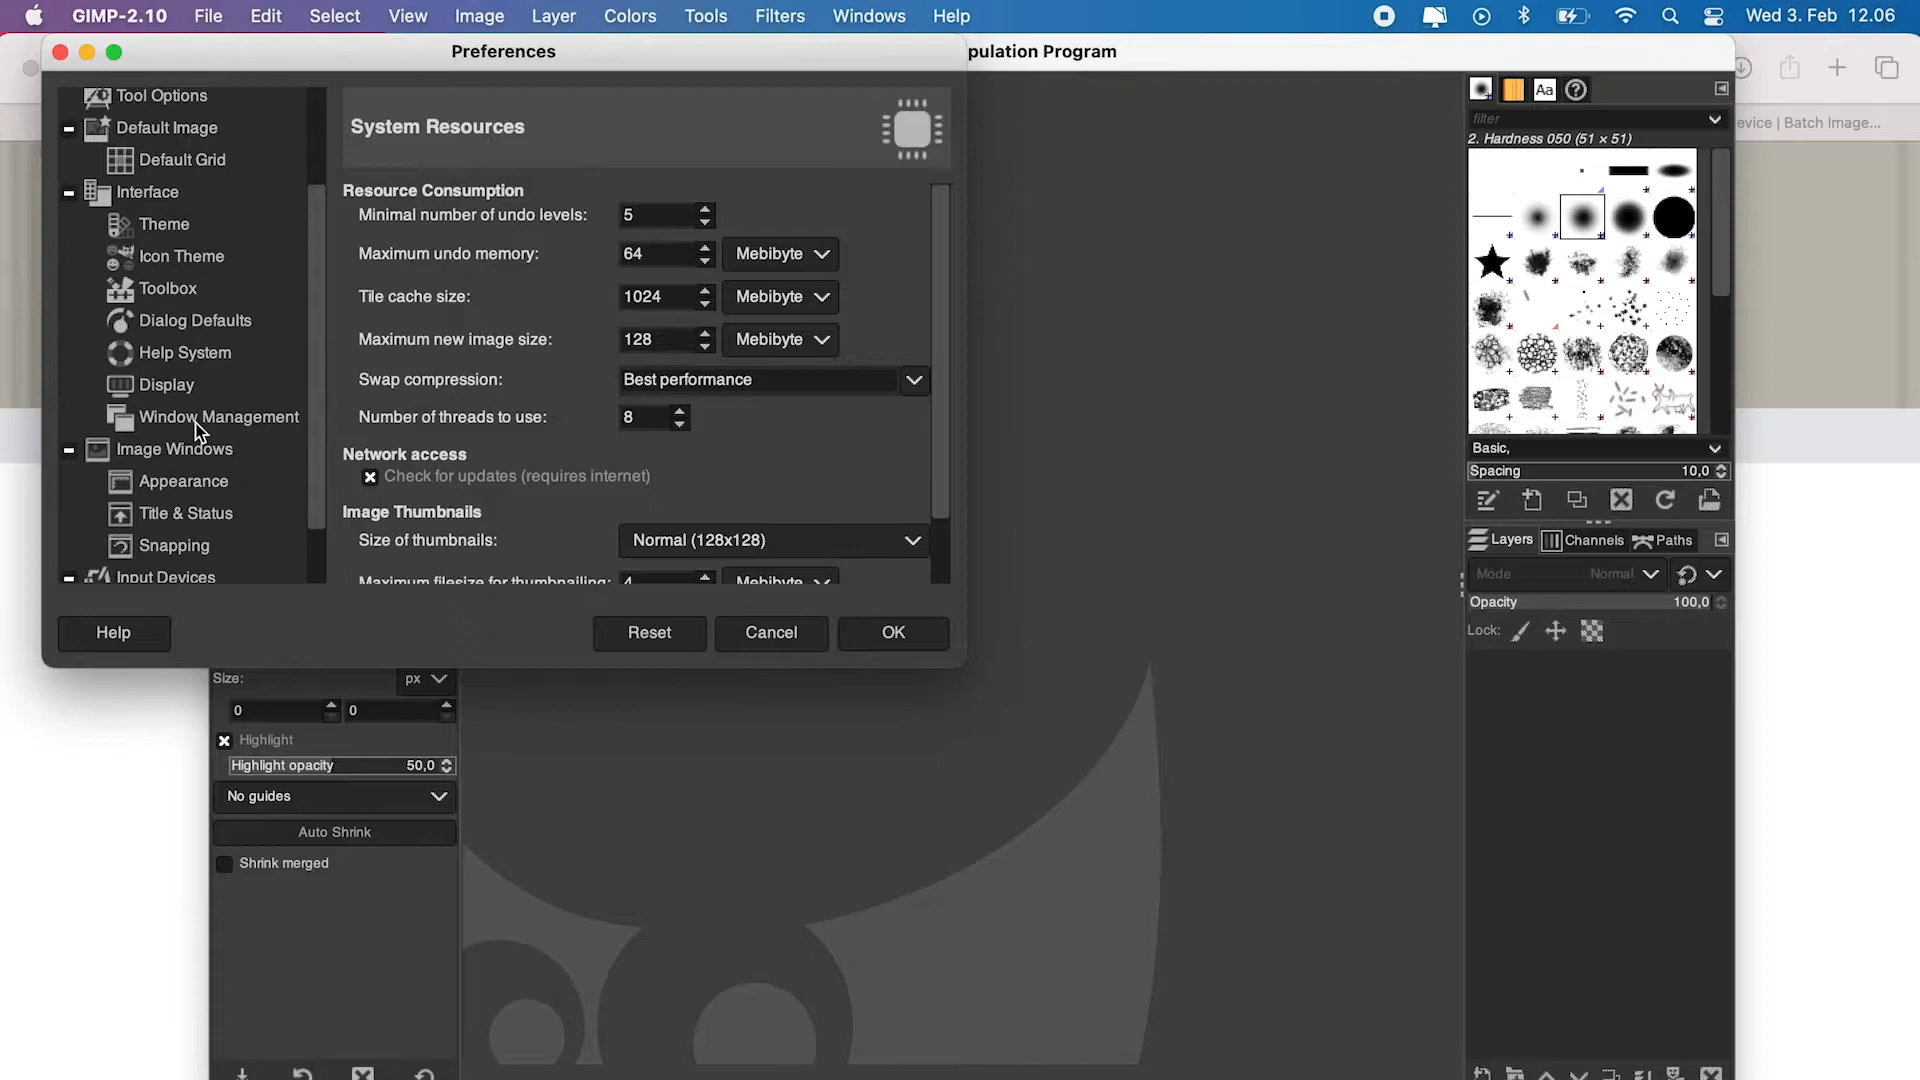 GIMP-2.10 File Edit Select View Image Layer Colors Tools Filters Windows Help Wed 3. Feb 12.06
Preferences
pulation Program
Tool Options
Default Image
Default Grid
Interface
Theme
Icon Theme
Toolbox
Dialog Defaults
Help System
Display
Window Management
Image Windows
Appearance
Title & Status
Snapping
Input Devices
System Resources
Resource Consumption
Minimal number of undo levels: 5
Maximum undo memory: 64 Mebibyte
Tile cache size: 1024 Mebibyte
Maximum new image size: 128 Mebibyte
Swap compression: Best performance
Number of threads to use: 8
Network access
Check for updates (requires internet)
Image Thumbnails
Size of thumbnails: Normal (128x128)
Maximum filesize for thumbnailing: 4 Mebibyte
Help Reset Cancel OK
Size: px
0 0
Highlight
Highlight opacity 50,0
No guides
Auto Shrink
Shrink merged
Aa
filter
2. Hardness 050 (51 × 51)
Basic,
Spacing 10,0
Layers Channels Paths
Mode Normal
Opacity 100,0
Lock:
evice | Batch Image...